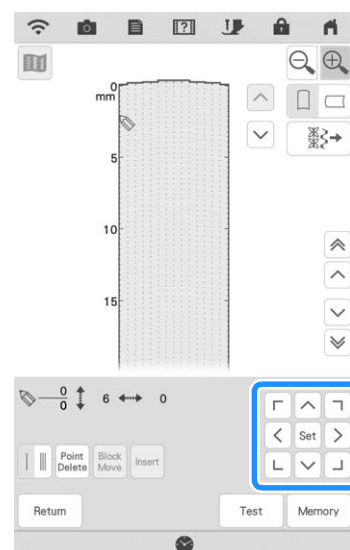 ?
0
mm
5
10
15
0
0
6
0
Set
Point
Delete
Block
Move
Insert
Return
Test
Memory